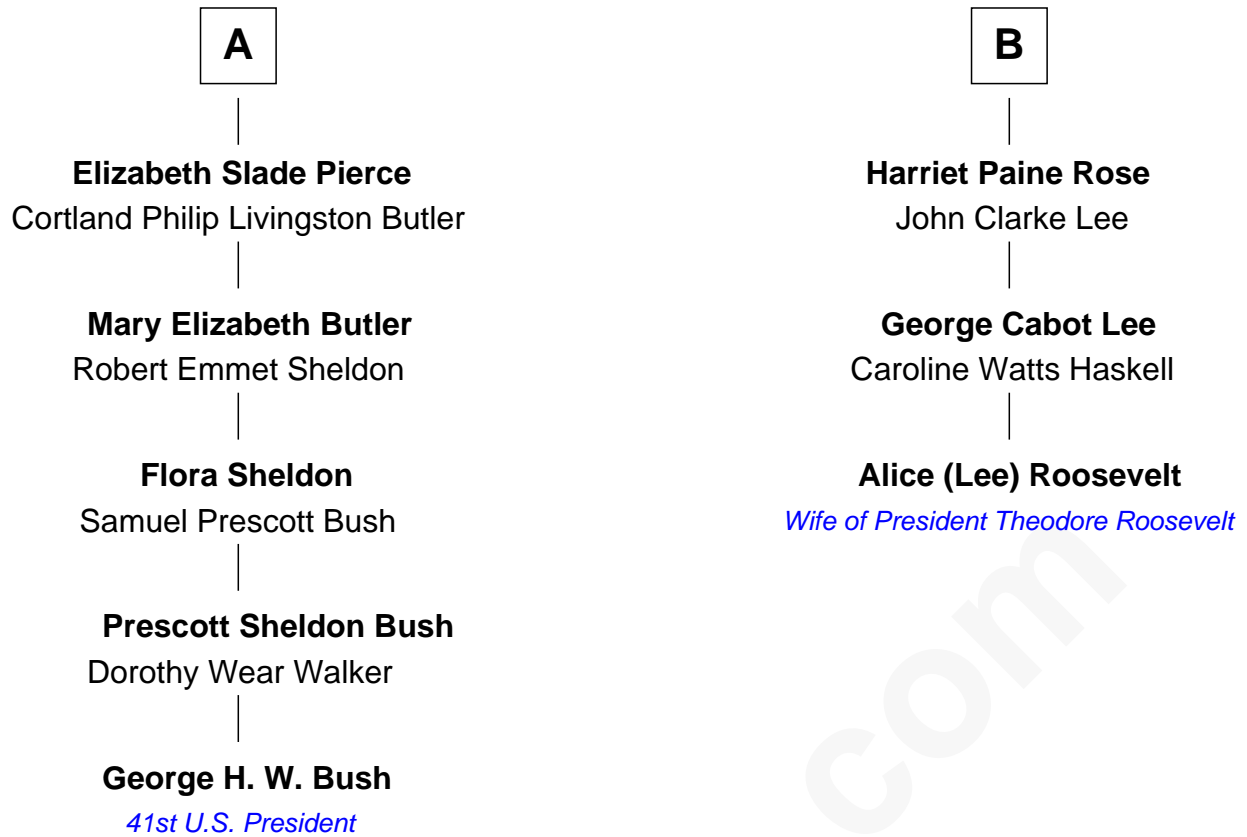 A
Elizabeth Slade Pierce
Cortland Philip Livingston Butler
Mary Elizabeth Butler
Robert Emmet Sheldon
Flora Sheldon
Samuel Prescott Bush
Prescott Sheldon Bush
Dorothy Wear Walker
George H. W. Bush
41st U.S. President
B
Harriet Paine Rose
John Clarke Lee
George Cabot Lee
Caroline Watts Haskell
Alice (Lee) Roosevelt
Wife of President Theodore Roosevelt
com